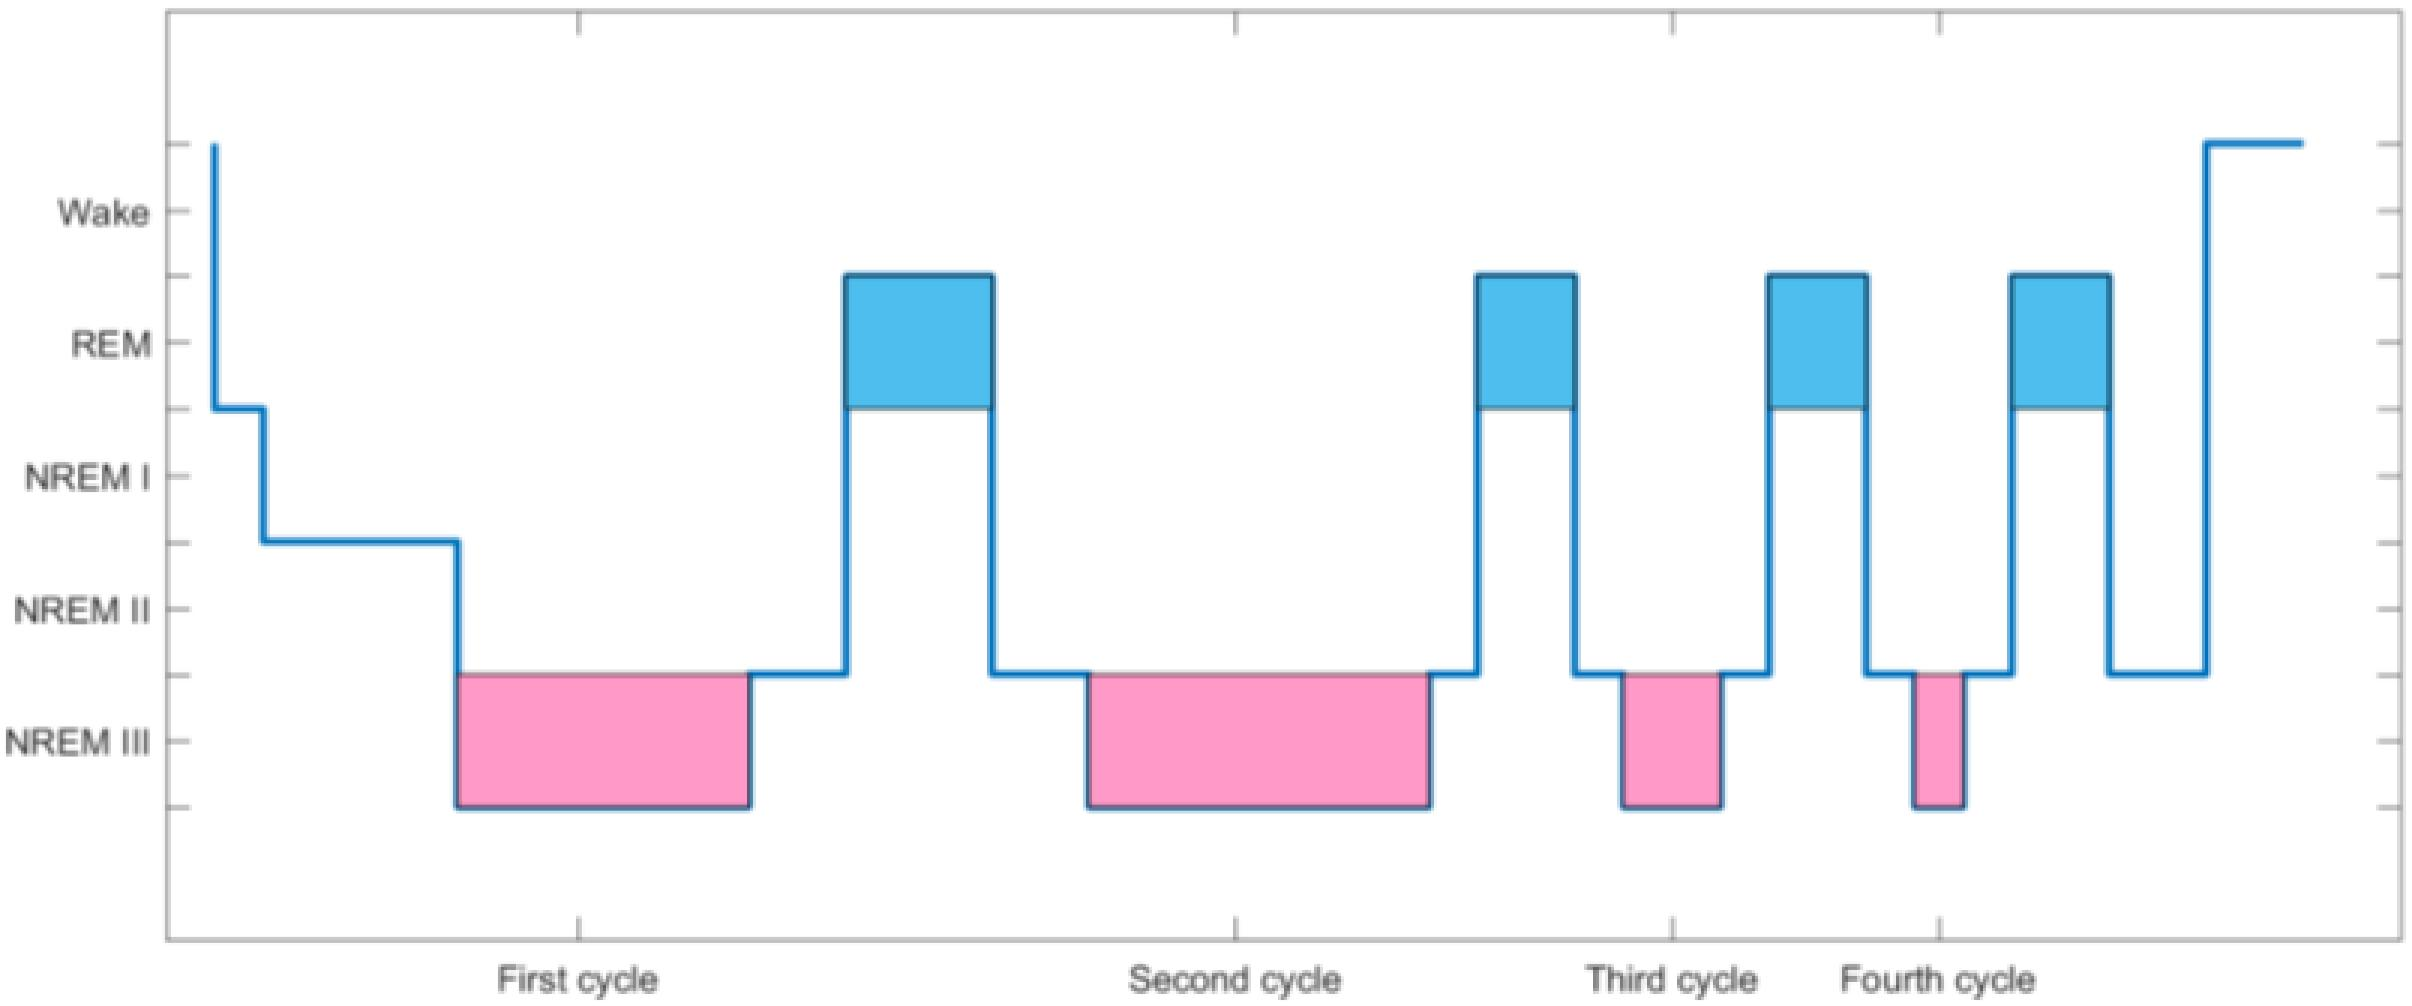 Wake
REM
NREM I
NREM II
NREM III
First cycle
Second cycle
Third cycle
Fourth cycle